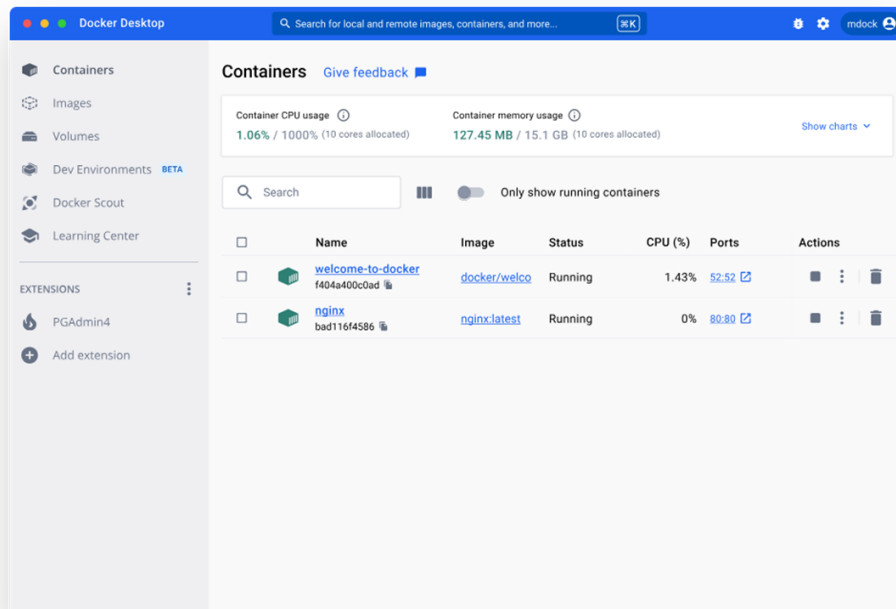 Docker Desktop
Search for local and remote images, containers, and more...
⌘K
mdock
Containers
Images
Volumes
Dev Environments BETA
Docker Scout
Learning Center
EXTENSIONS
PGAdmin4
Add extension
Containers Give feedback
Container CPU usage
1.06% / 1000% (10 cores allocated)
Container memory usage
127.45 MB / 15.1 GB (10 cores allocated)
Show charts
Search
Only show running containers
Name Image Status CPU (%) Ports Actions
welcome-to-docker docker/welco Running 1.43% 52:52
f404a400c0ad
nginx nginx:latest Running 0% 80:80
bad116f4586